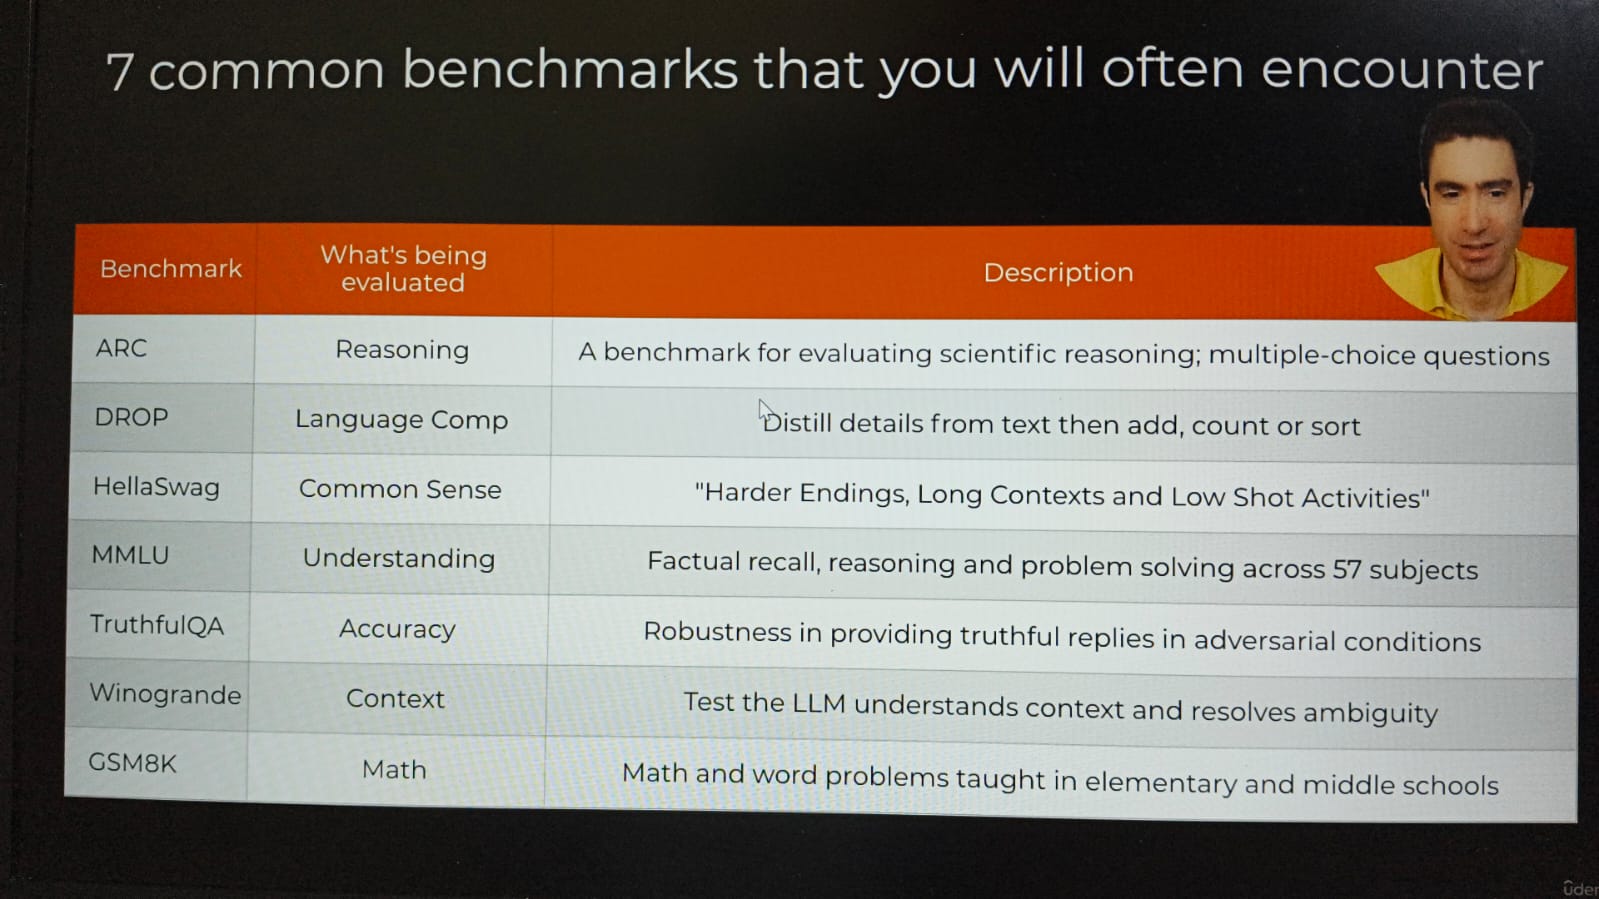 7 common benchmarks that you will often encounter
Benchmark
What's being
evaluated
Description
ARC
Reasoning
A benchmark for evaluating scientific reasoning; multiple-choice questions
DROP
Language Comp
Distill details from text then add, count or sort
HellaSwag
Common Sense
"Harder Endings, Long Contexts and Low Shot Activities"
MMLU
Understanding
Factual recall, reasoning and problem solving across 57 subjects
TruthfulQA
Accuracy
Robustness in providing truthful replies in adversarial conditions
Winogrande
Context
Test the LLM understands context and resolves ambiguity
GSM8K
Math
Math and word problems taught in elementary and middle schools